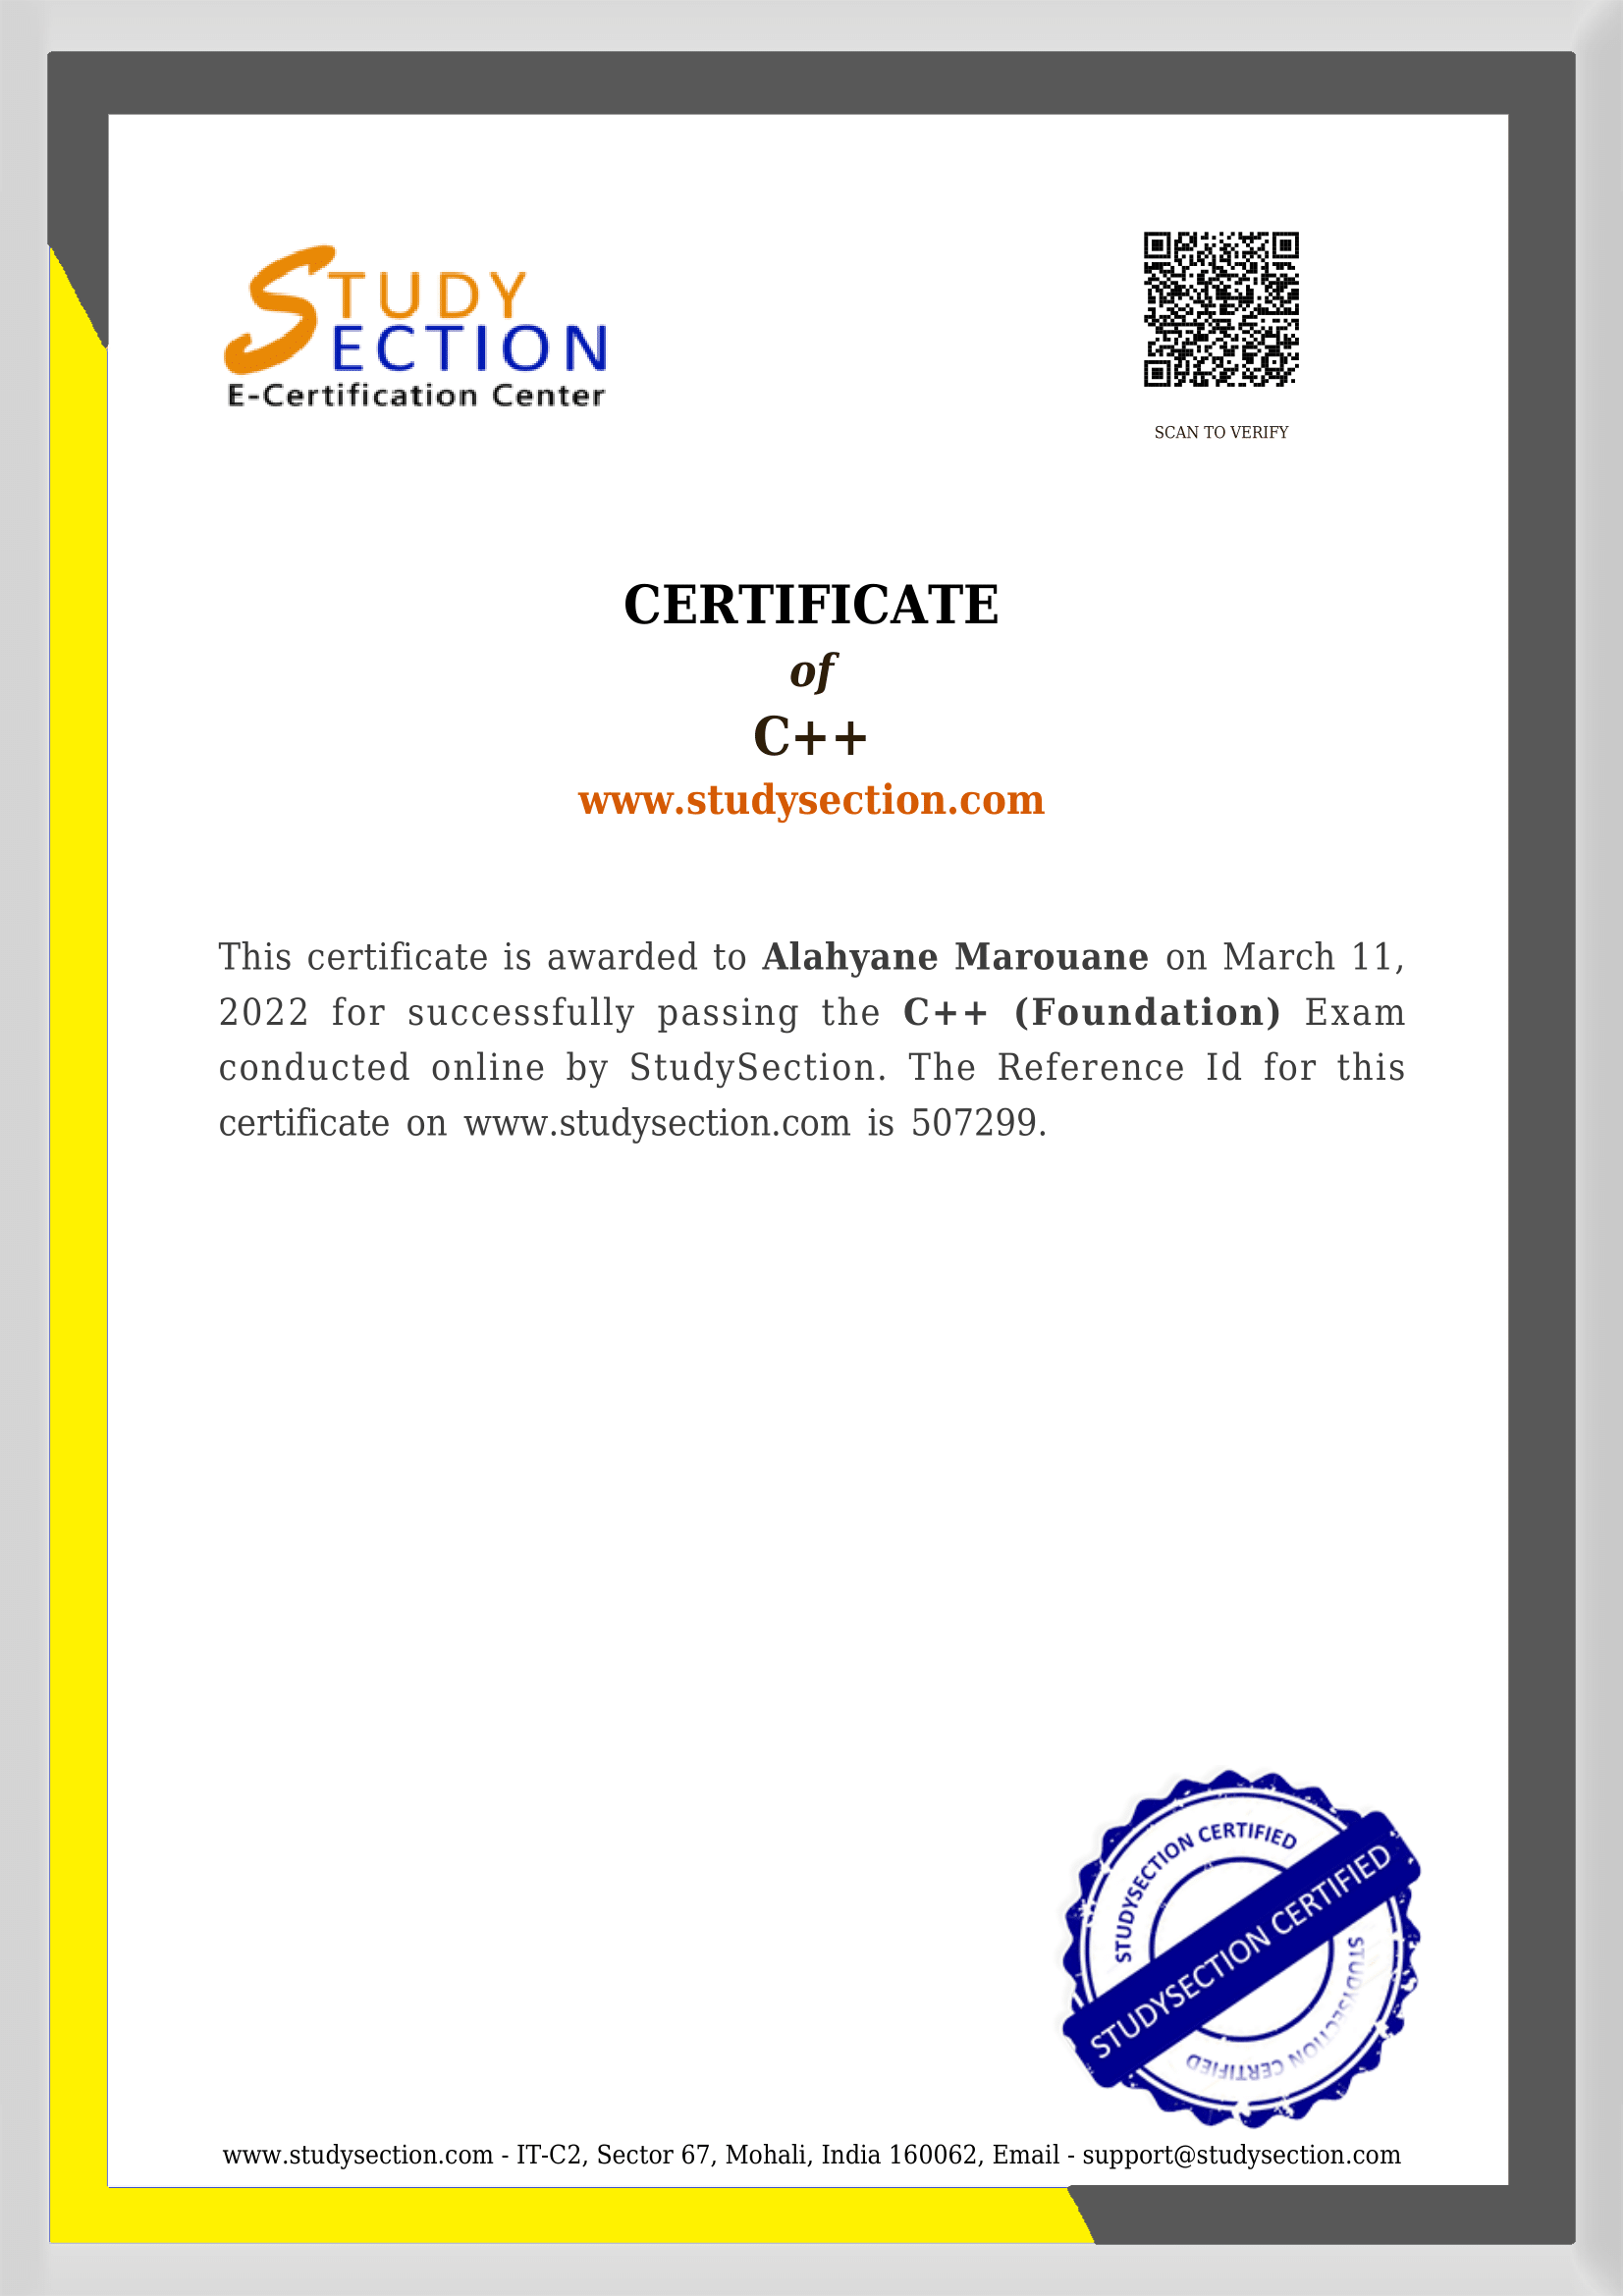 STUDY
SECTION
E-Certification Center
SCAN TO VERIFY
CERTIFICATE
of
C++
www.studysection.com
This certificate is awarded to Alahyane Marouane on March 11,
2022 for successfully passing the C++ (Foundation) Exam
conducted online by StudySection. The Reference Id for this
certificate on www.studysection.com is 507299.
STUDYSECTION CERTIFIED
STUDYSECTION CERTIFIED
STUDYSECTION CERTIFIED
www.studysection.com - IT-C2, Sector 67, Mohali, India 160062, Email - support@studysection.com